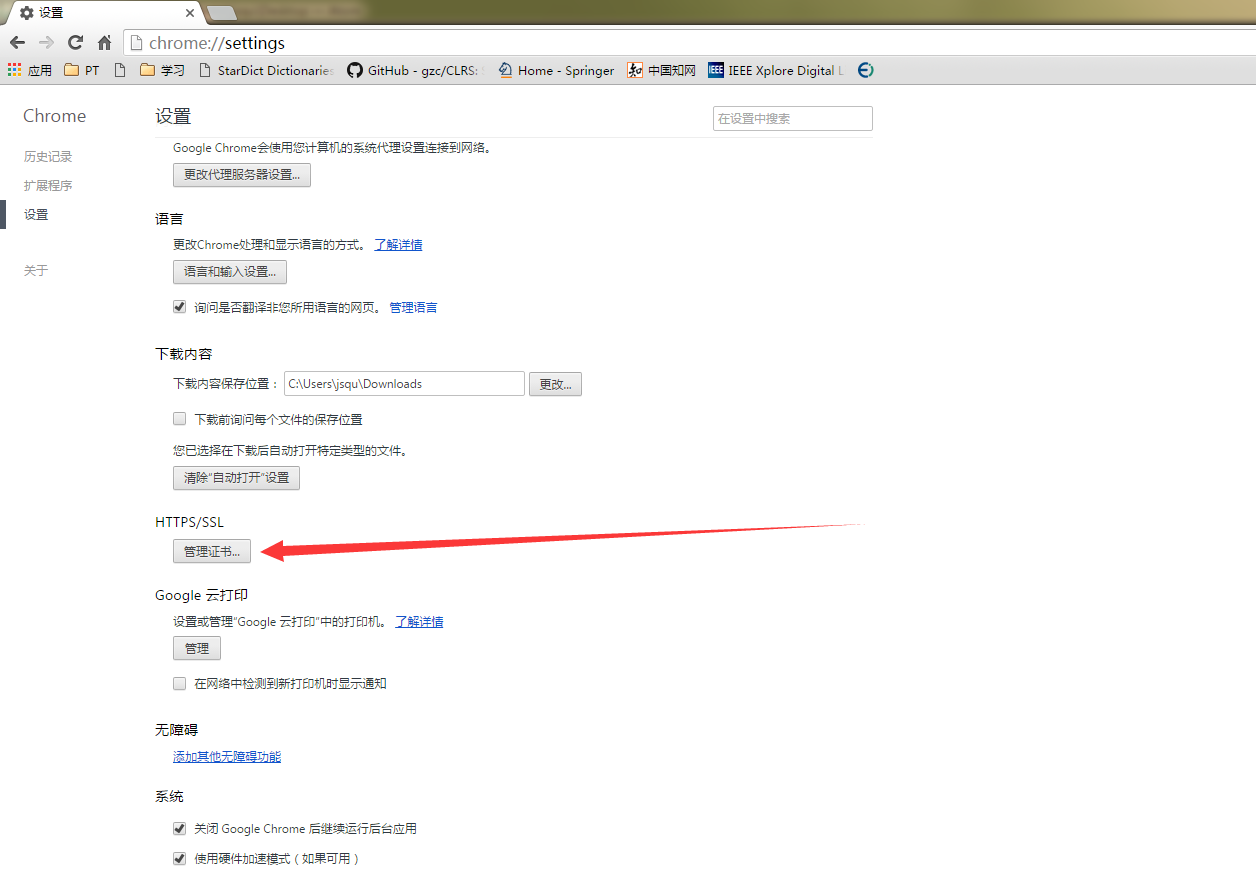 设置
chrome://settings
应用
PT
学习
StarDict Dictionaries
GitHub - gzc/CLRS:
Home - Springer
知
中国知网
IEEE
IEEE Xplore Digital L
Chrome
设置
在设置中搜索
历史记录
扩展程序
设置
关于
Google Chrome会使用您计算机的系统代理设置连接到网络。
更改代理服务器设置...
语言
更改Chrome处理和显示语言的方式。 了解详情
语言和输入设置...
询问是否翻译非您所用语言的网页。 管理语言
下载内容
下载内容保存位置： C:\Users\jsqu\Downloads 更改...
下载前询问每个文件的保存位置
您已选择在下载后自动打开特定类型的文件。
清除“自动打开”设置
HTTPS/SSL
管理证书...
Google 云打印
设置或管理“Google 云打印”中的打印机。 了解详情
管理
在网络中检测到新打印机时显示通知
无障碍
添加其他无障碍功能
系统
关闭 Google Chrome 后继续运行后台应用
使用硬件加速模式（如果可用）